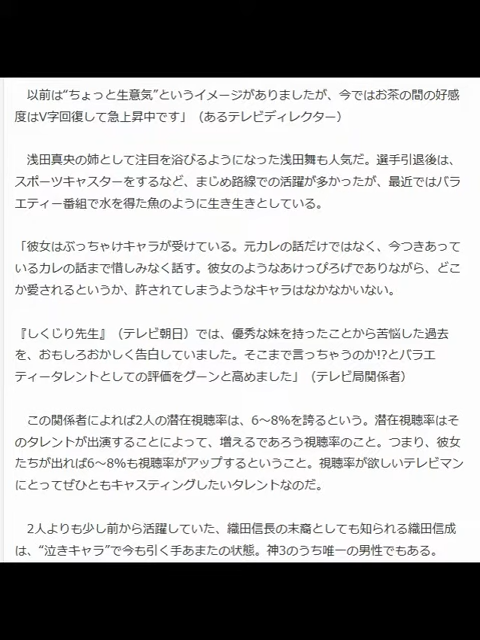 以前は“ちょっと生意気”というイメージがありましたが、今ではお茶の間の好感
度はV字回復して急上昇中です」（あるテレビディレクター）
浅田真央の姉として注目を浴びるようになった浅田舞も人気だ。選手引退後は、
スポーツキャスターをするなど、まじめ路線での活躍が多かったが、最近ではバラ
エティー番組で水を得た魚のように生き生きとしている。
「彼女はぶっちゃけキャラが受けている。元カレの話だけではなく、今つきあって
いるカレの話まで惜しみなく話す。彼女のようなあけっぴろげでありながら、どこ
か愛されるというか、許されてしまうようなキャラはなかなかいない。
『しくじり先生』（テレビ朝日）では、優秀な妹を持ったことから苦悩した過去
を、おもしろおかしく告白していました。そこまで言っちゃうのか!?とバラエ
ティータレントとしての評価をグーンと高めました」（テレビ局関係者）
この関係者によれば2人の潜在視聴率は、6～8%を誇るという。潜在視聴率はそ
のタレントが出演することによって、増えるであろう視聴率のこと。つまり、彼女
たちが出れば6～8%も視聴率がアップするということ。視聴率が欲しいテレビマン
にとってぜひともキャスティングしたいタレントなのだ。
2人よりも少し前から活躍していた、織田信長の末裔としても知られる織田信成
は、“泣きキャラ”で今も引く手あまたの状態。神3のうち唯一の男性でもある。